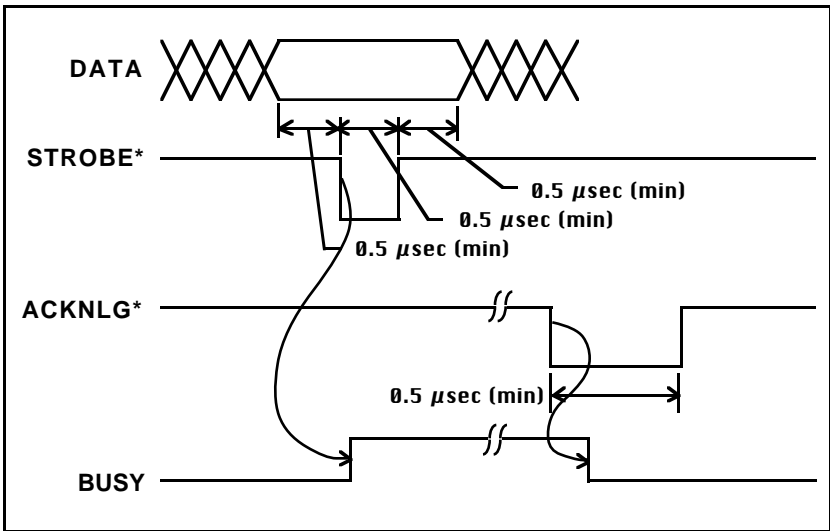 DATA
STROBE*
0.5 µsec (min)
0.5 µsec (min)
0.5 µsec (min)
ACKNLG*
0.5 µsec (min)
BUSY